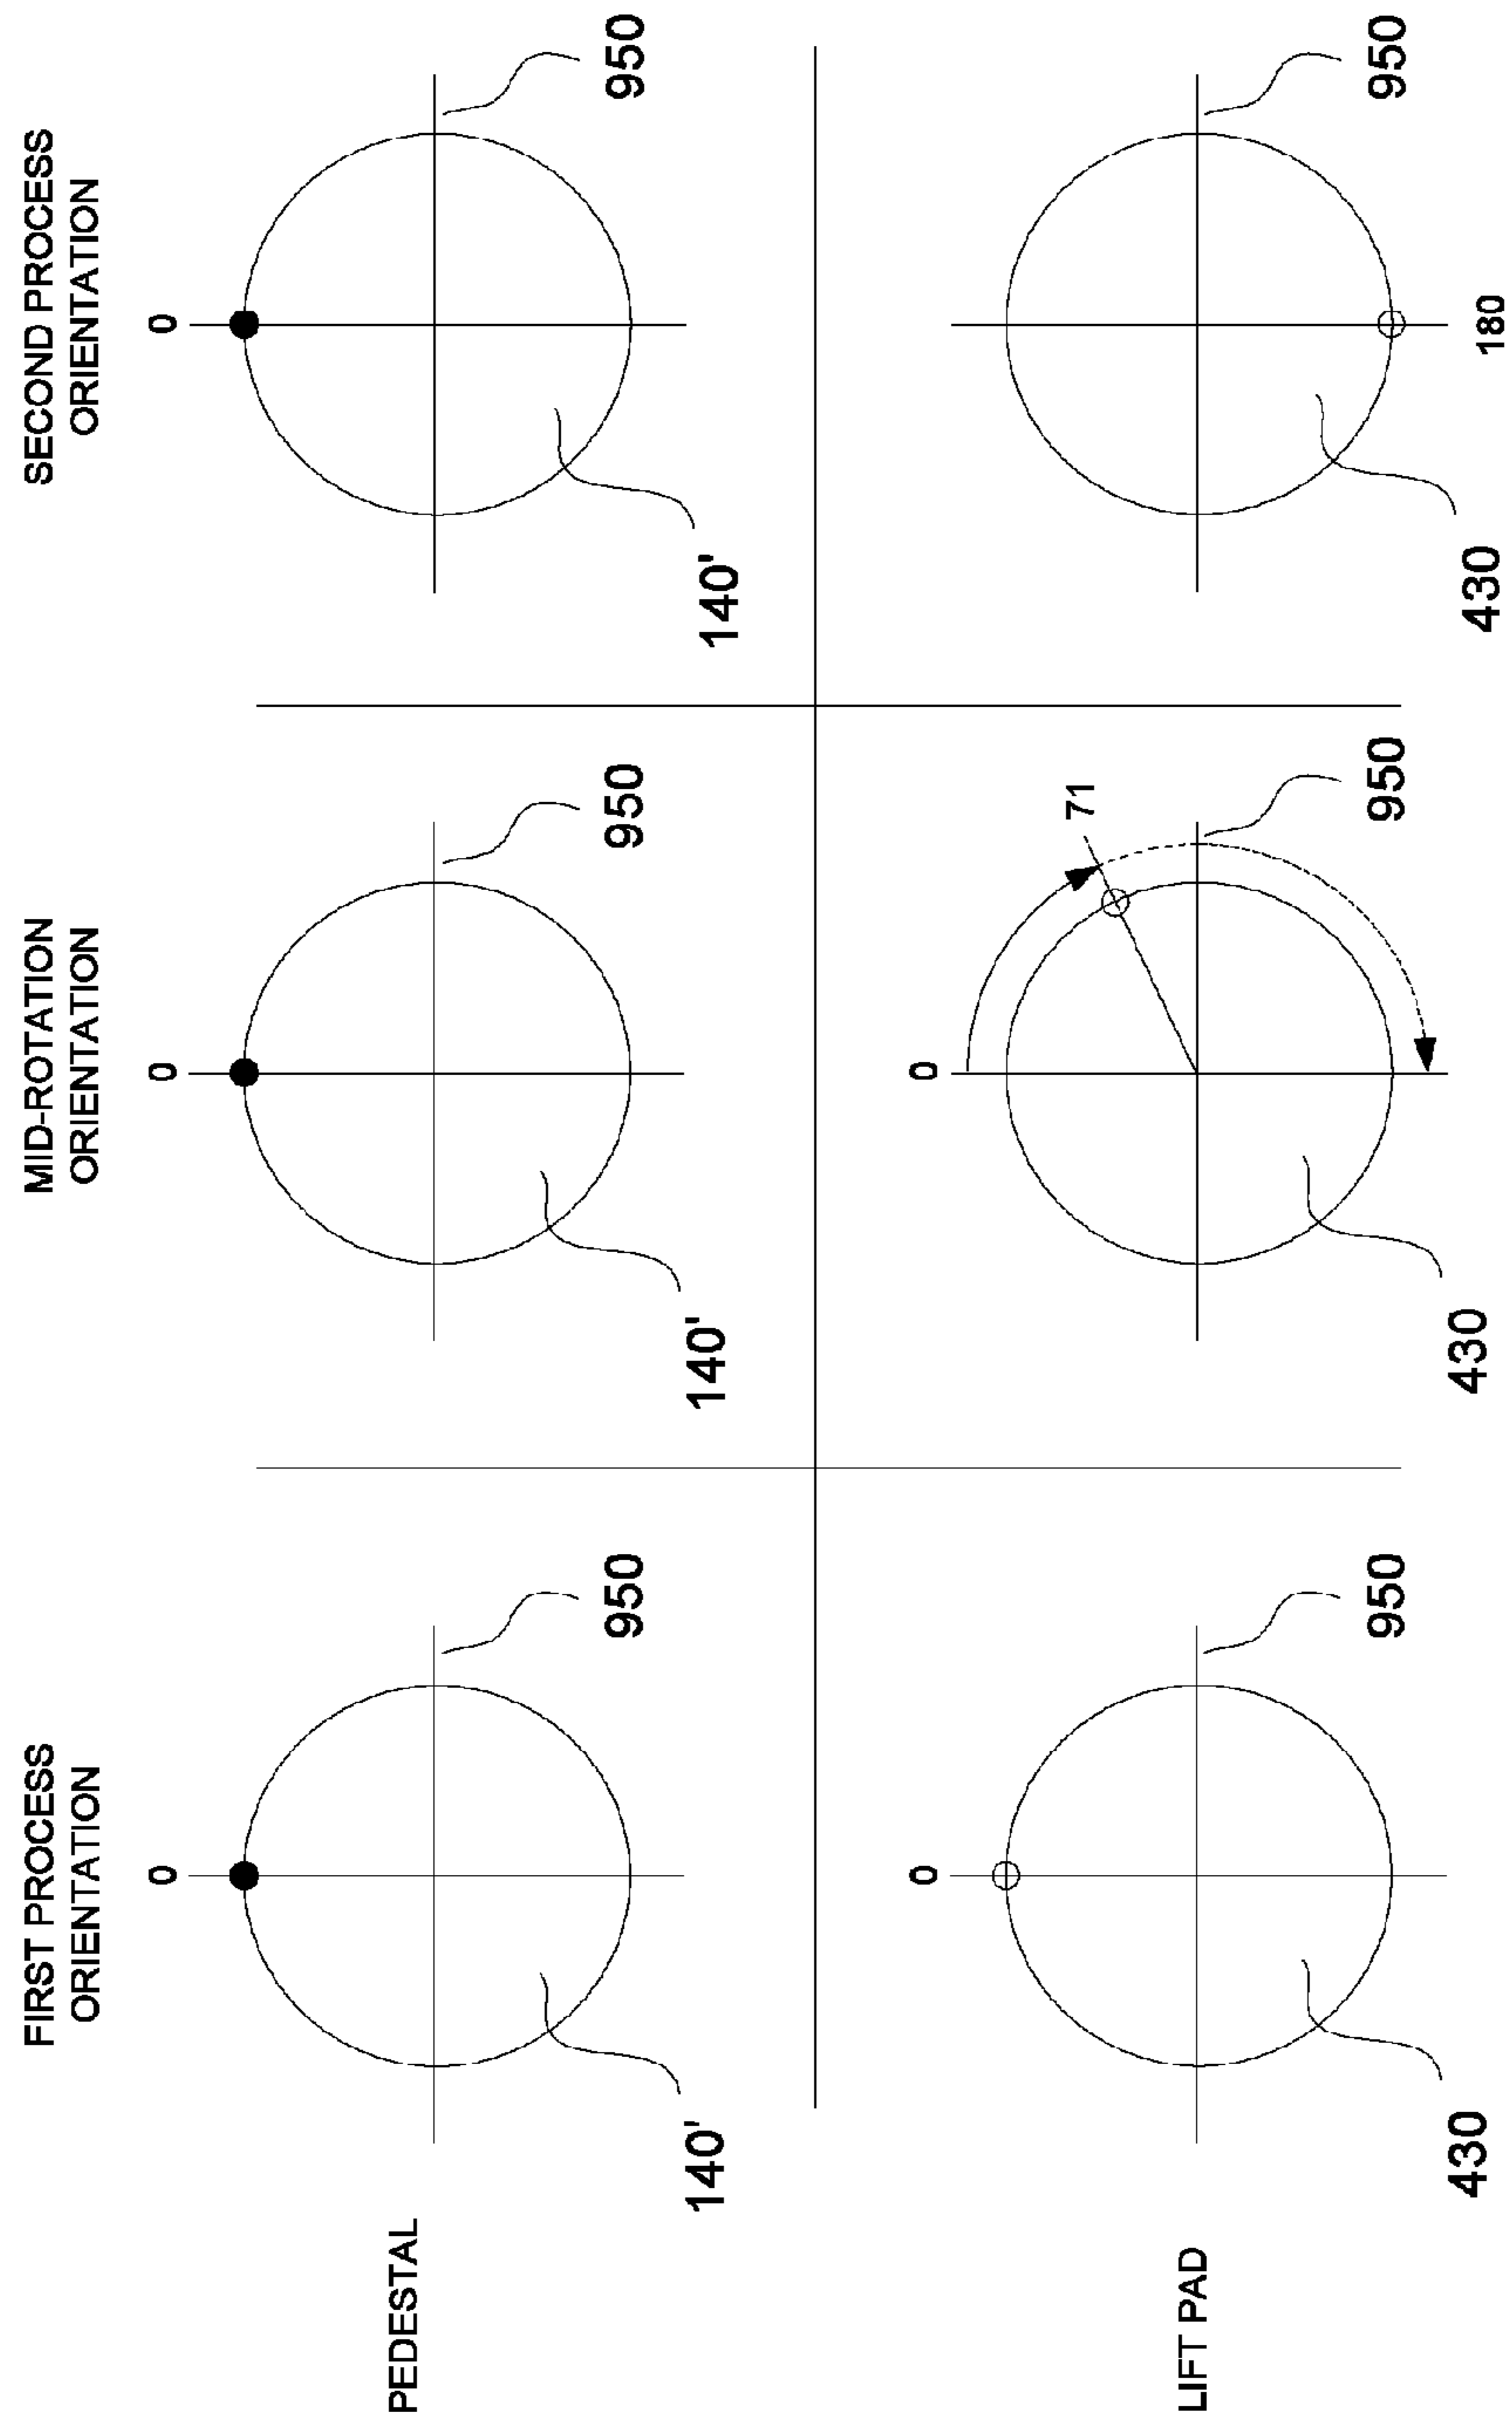 FIRST PROCESS
ORIENTATION
MID-ROTATION
ORIENTATION
SECOND PROCESS
ORIENTATION
PEDESTAL
0
950
140'
0
950
140'
0
950
140'
LIFT PAD
0
950
430
0
71
950
430
950
430
180